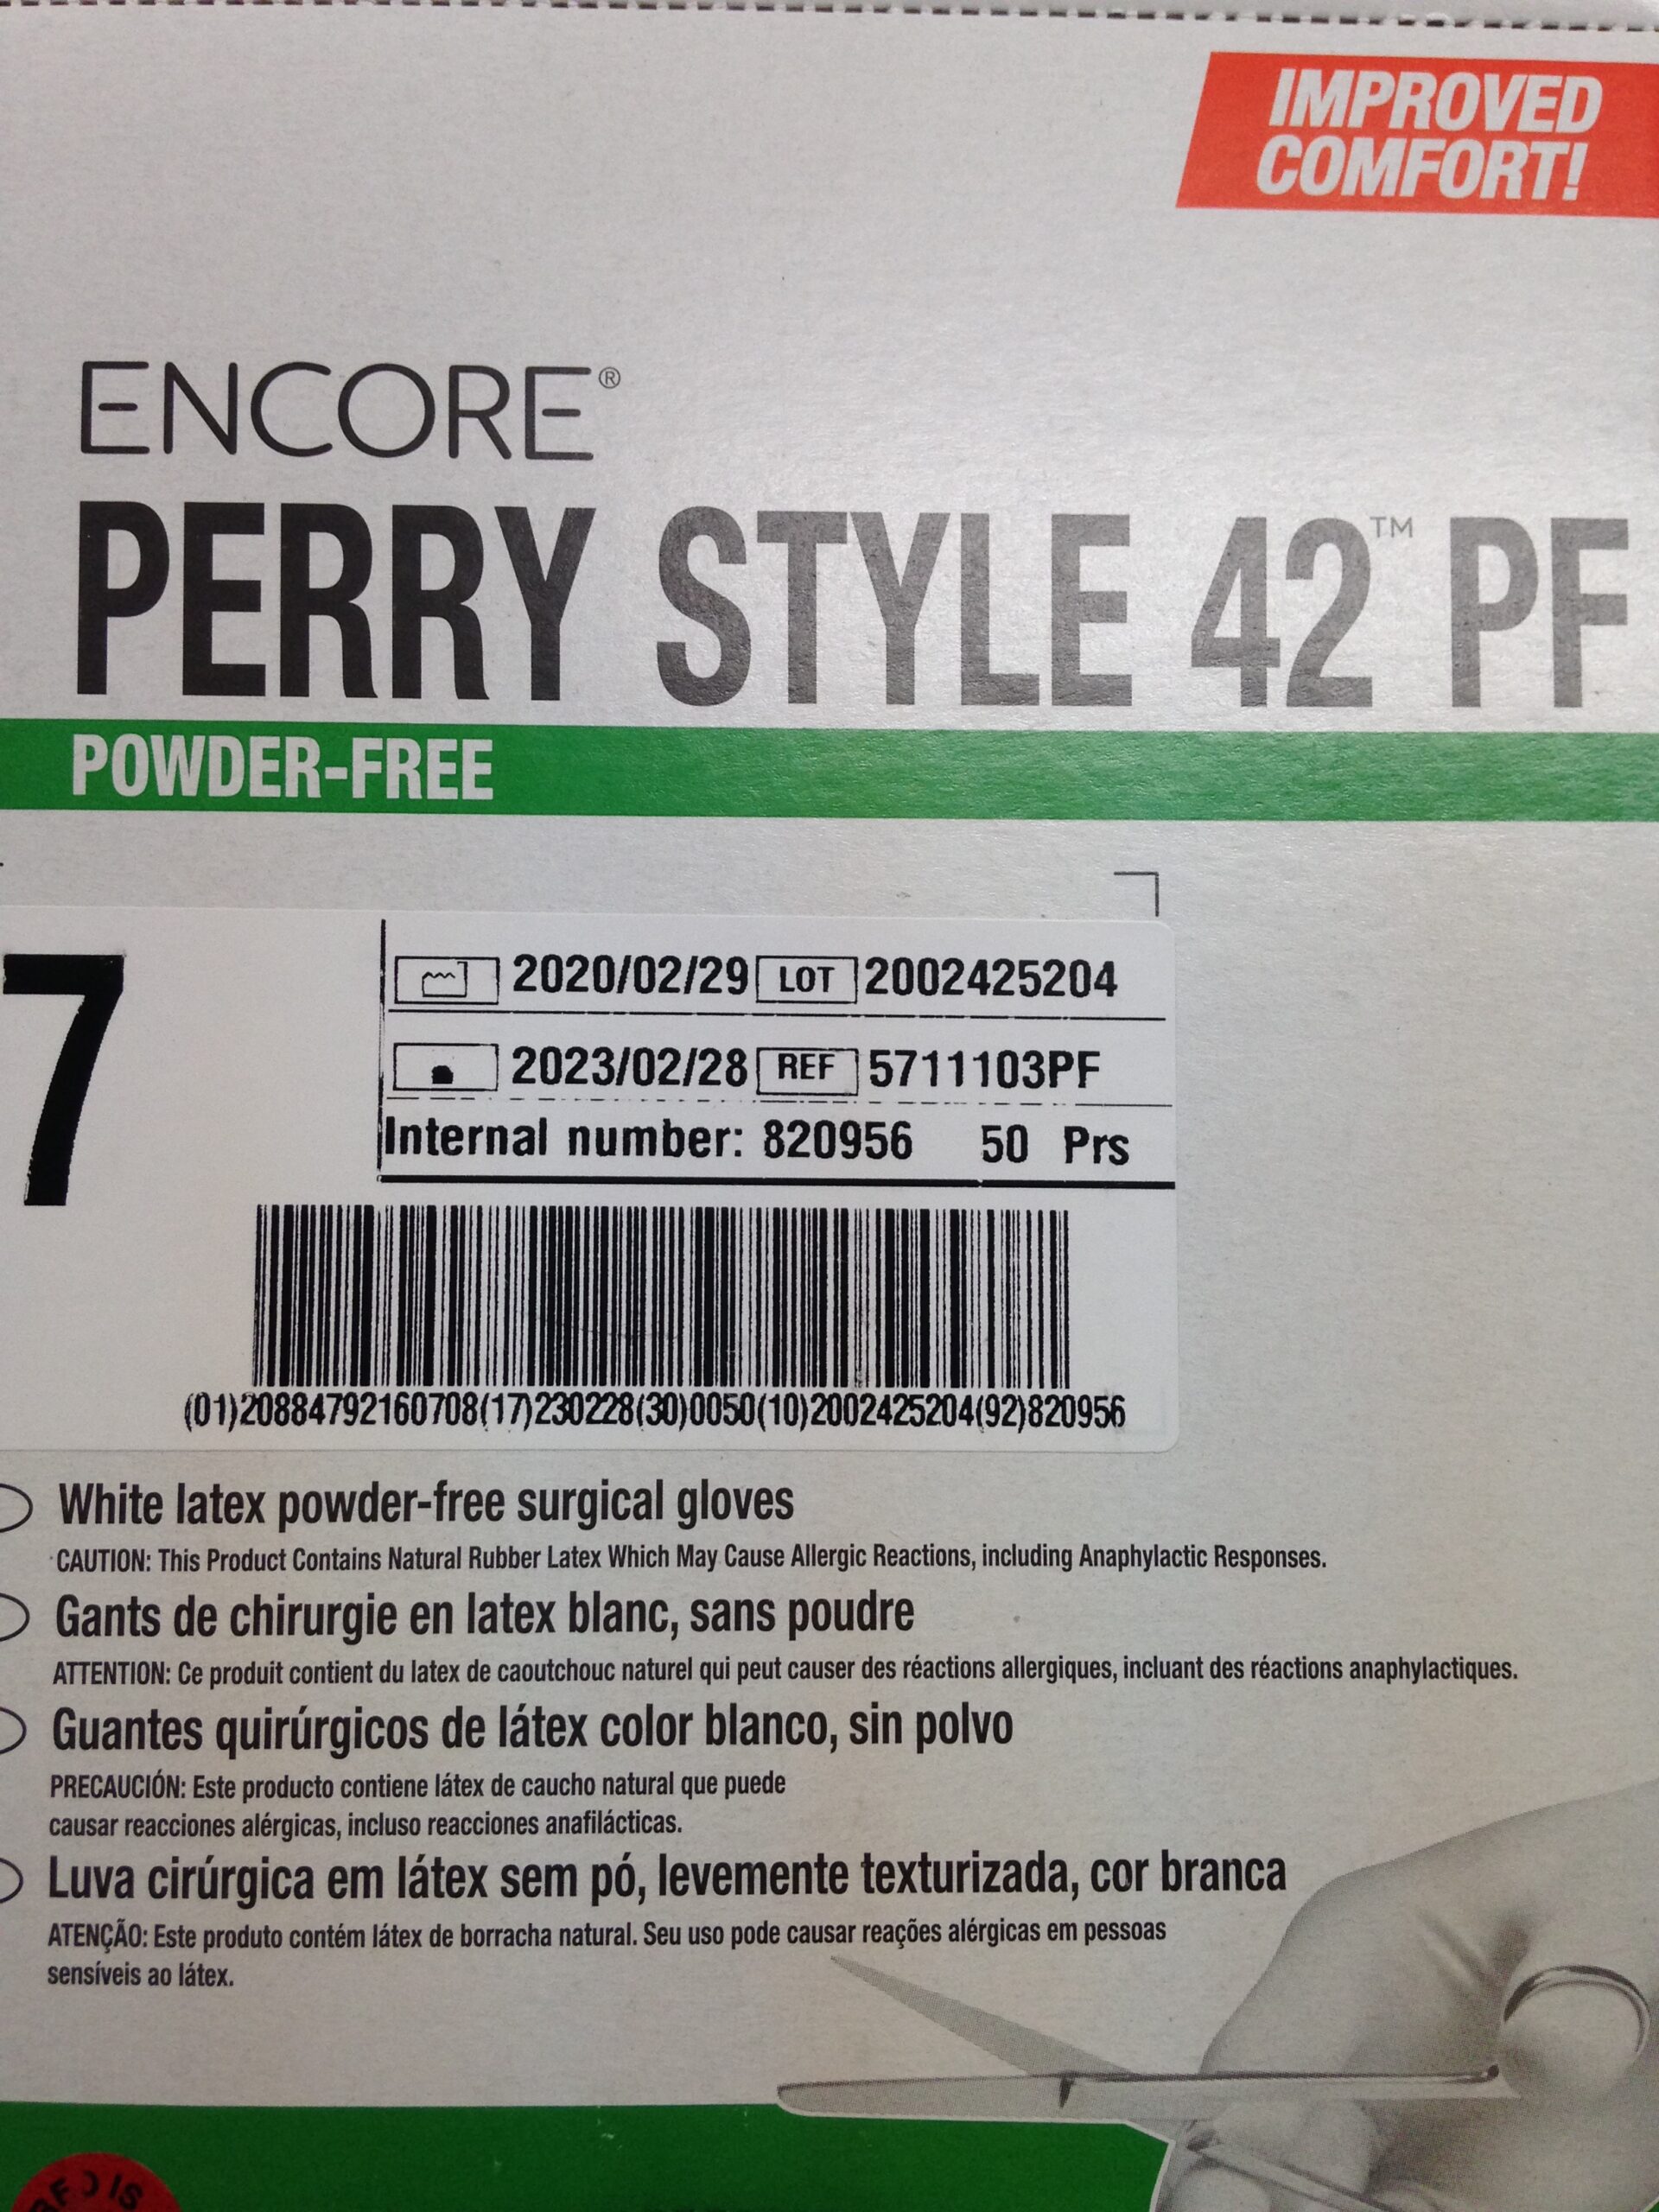 IMPROVED
COMFORT!
ENCORE®
PERRY STYLE 42™ PF
POWDER-FREE
7
2020/02/29 LOT 2002425204
2023/02/28 REF 5711103PF
Internal number: 820956 50 Prs
(01)20884792160708(17)230228(30)0050(10)2002425204(92)820956
White latex powder-free surgical gloves
CAUTION: This Product Contains Natural Rubber Latex Which May Cause Allergic Reactions, including Anaphylactic Responses.
Gants de chirurgie en latex blanc, sans poudre
ATTENTION: Ce produit contient du latex de caoutchouc naturel qui peut causer des réactions allergiques, incluant des réactions anaphylactiques.
Guantes quirúrgicos de látex color blanco, sin polvo
PRECAUCIÓN: Este producto contiene látex de caucho natural que puede
causar reacciones alérgicas, incluso reacciones anafilácticas.
Luva cirúrgica em látex sem pó, levemente texturizada, cor branca
ATENÇÃO: Este produto contém látex de borracha natural. Seu uso pode causar reações alérgicas em pessoas
sensíveis ao látex.